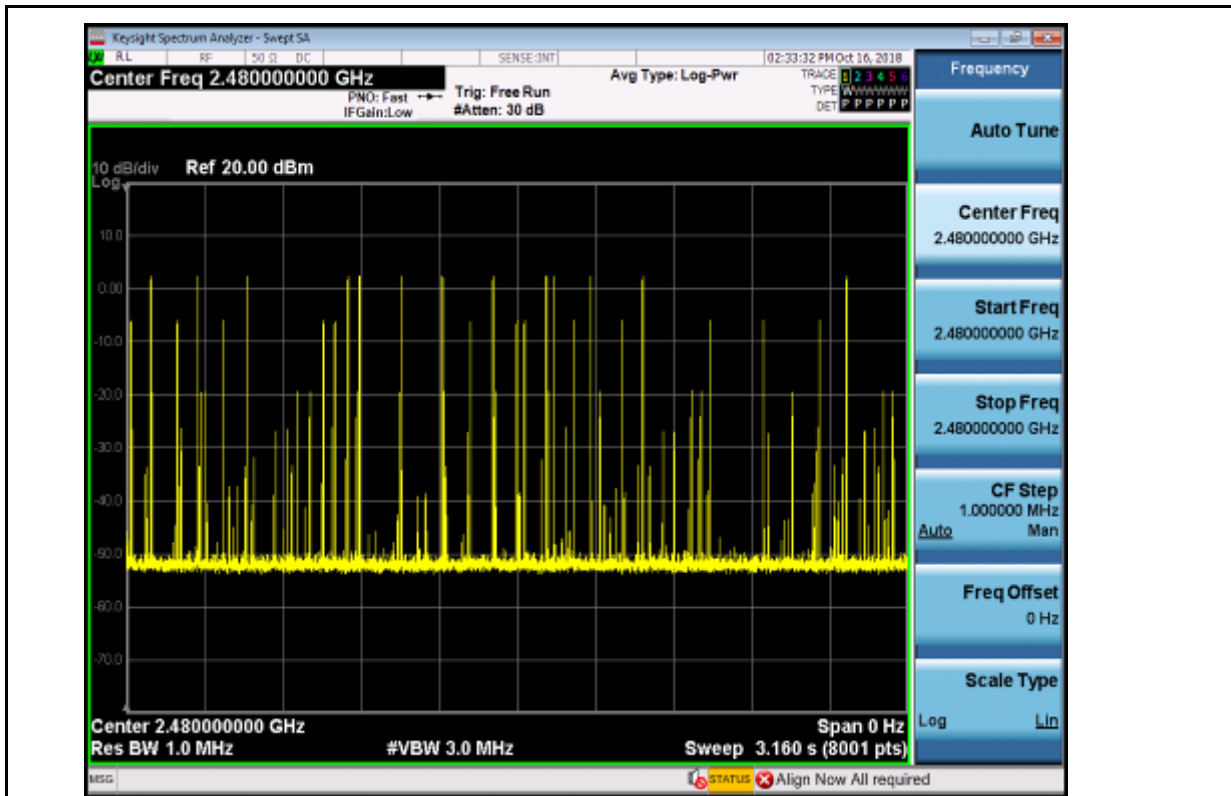 Keysight Spectrum Analyzer - Swept SA
RL RF 50 Ω DC SENSE:INT 02:33:32 PM Oct 16, 2018
Center Freq 2.480000000 GHz
PNO: Fast
IFGain:Low
Trig: Free Run
#Atten: 30 dB
Avg Type: Log-Pwr
TRACE 1 2 3 4 5 6
TYPE WWWWWW
DET P P P P P P
10 dB/div Ref 20.00 dBm
Log
10.0
0.00
-10.0
-20.0
-30.0
-40.0
-50.0
-60.0
-70.0
Center 2.480000000 GHz Span 0 Hz
Res BW 1.0 MHz #VBW 3.0 MHz Sweep 3.160 s (8001 pts)
Frequency
Auto Tune
Center Freq
2.480000000 GHz
Start Freq
2.480000000 GHz
Stop Freq
2.480000000 GHz
CF Step
1.000000 MHz
Auto Man
Freq Offset
0 Hz
Scale Type
Log Lin
MSG STATUS Align Now All required